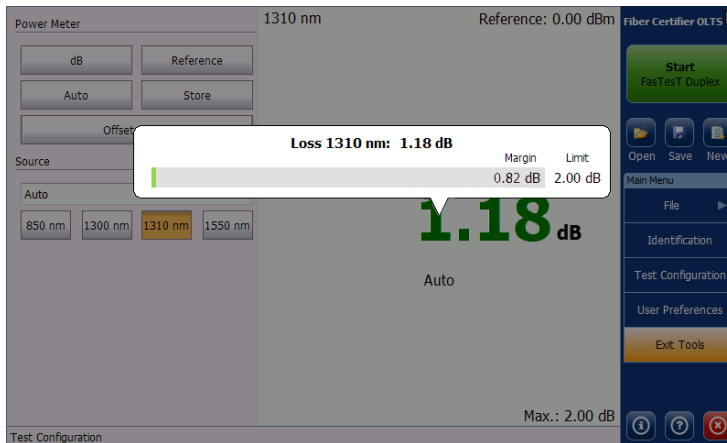 Power Meter
dB
Reference
Auto
Store
Offset
Source
Auto
850 nm
1300 nm
1310 nm
1550 nm
1310 nm
Reference: 0.00 dBm
Loss 1310 nm: 1.18 dB
Margin
Limit
0.82 dB
2.00 dB
1.18 dB
Auto
Max.: 2.00 dB
Fiber Certifier OLTS
Start
FasTesT Duplex
Open
Save
New
Main Menu
File
Identification
Test Configuration
User Preferences
Exit Tools
Test Configuration